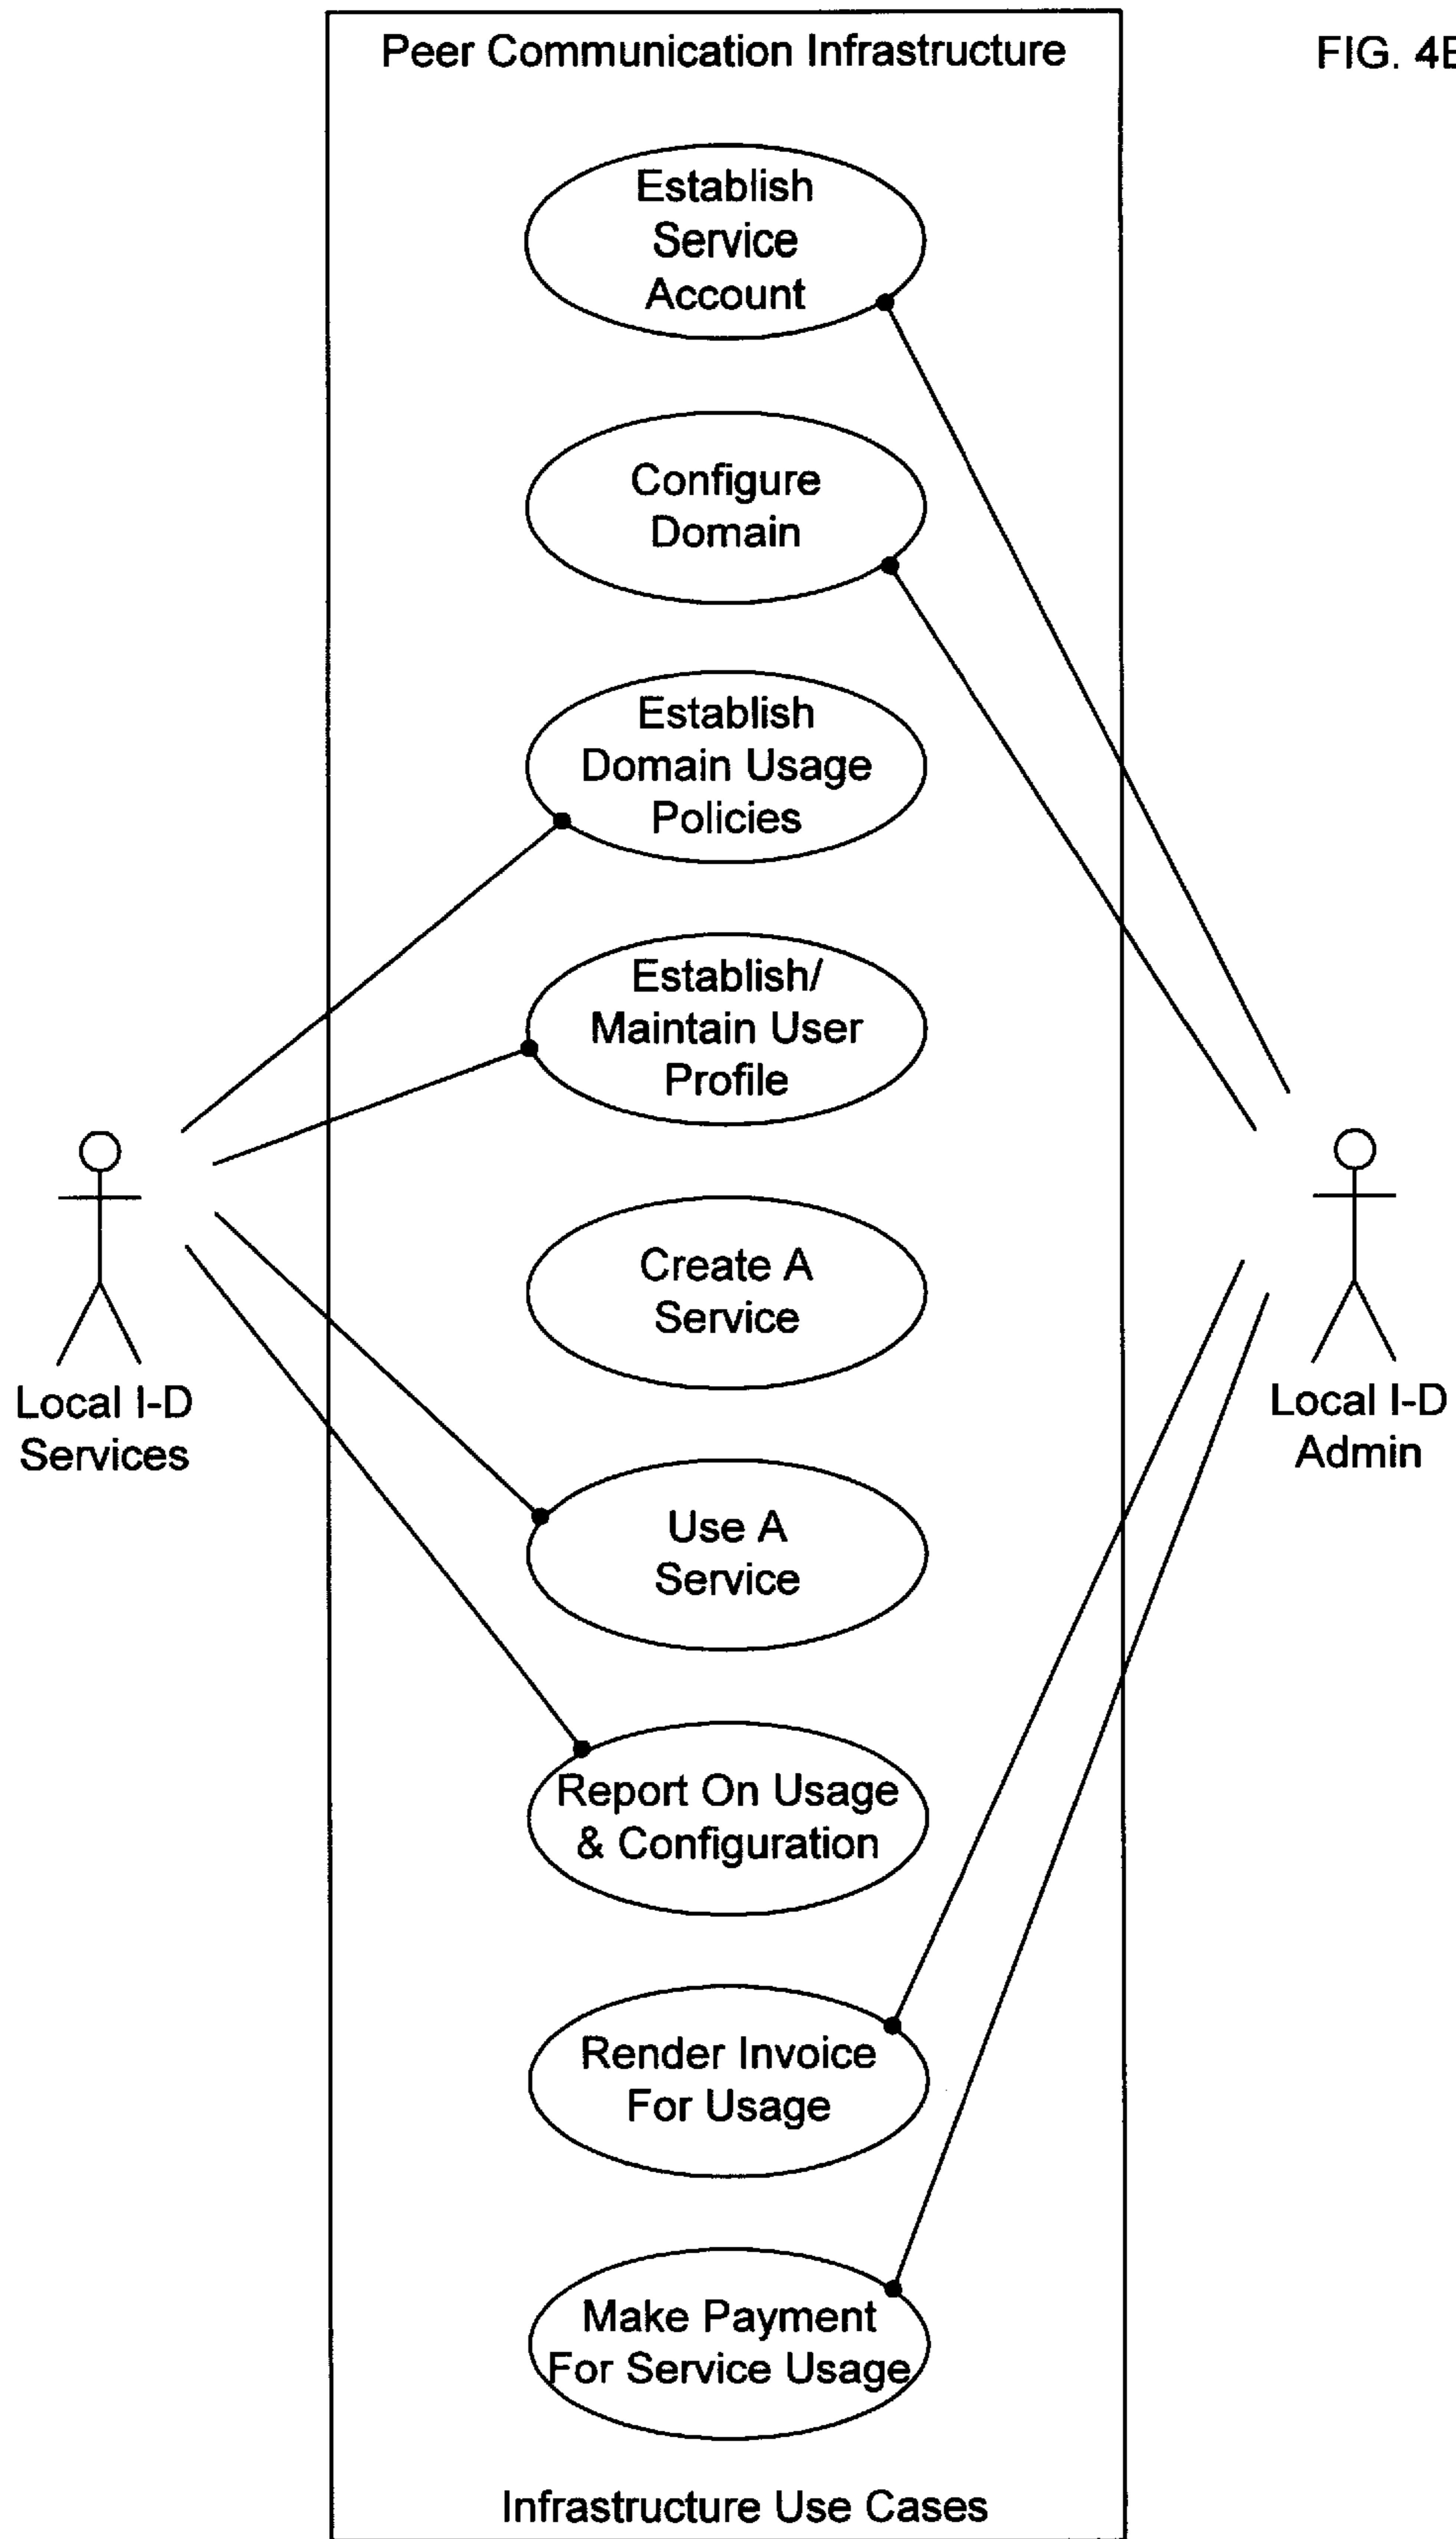 Peer Communication Infrastructure
FIG. 4B
Establish
Service
Account
Configure
Domain
Establish
Domain Usage
Policies
Establish/
Maintain User
Profile
Create A
Service
Use A
Service
Report On Usage
& Configuration
Render Invoice
For Usage
Make Payment
For Service Usage
Local I-D
Services
Local I-D
Admin
Infrastructure Use Cases